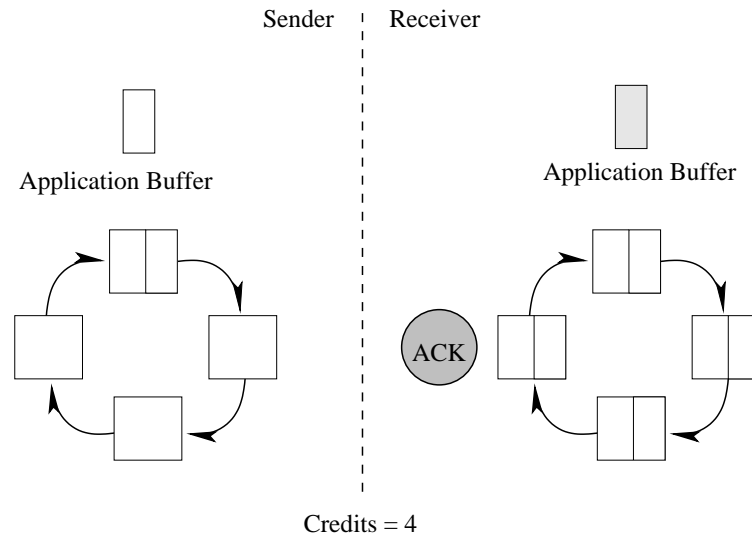 Sender
Receiver
Application Buffer
Application Buffer
ACK
Credits = 4